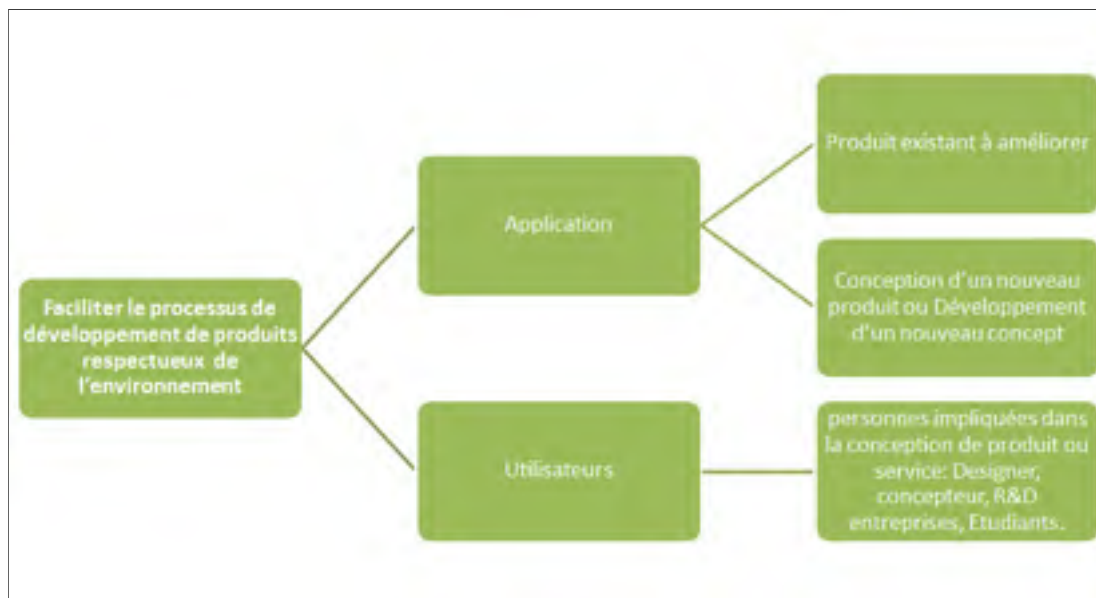 Faciliter le processus de
développement de produits
respectueux de
l'environnement
Application
Produit existant à améliorer
Conception d'un nouveau
produit ou Développement
d'un nouveau concept
Utilisateurs
personnes impliquées dans
la conception de produit ou
service: Designer,
concepteur, R&D
entreprises, Etudiants.